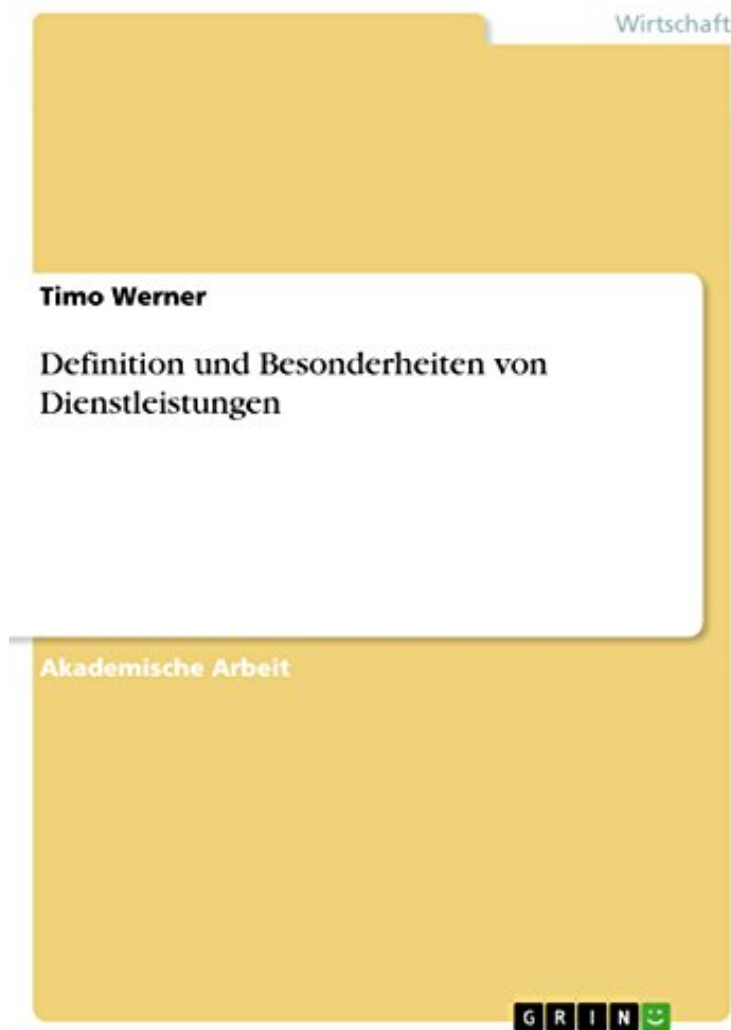 Wirtschaft
Timo Werner
Definition und Besonderheiten von
Dienstleistungen
Akademische Arbeit
GRIN